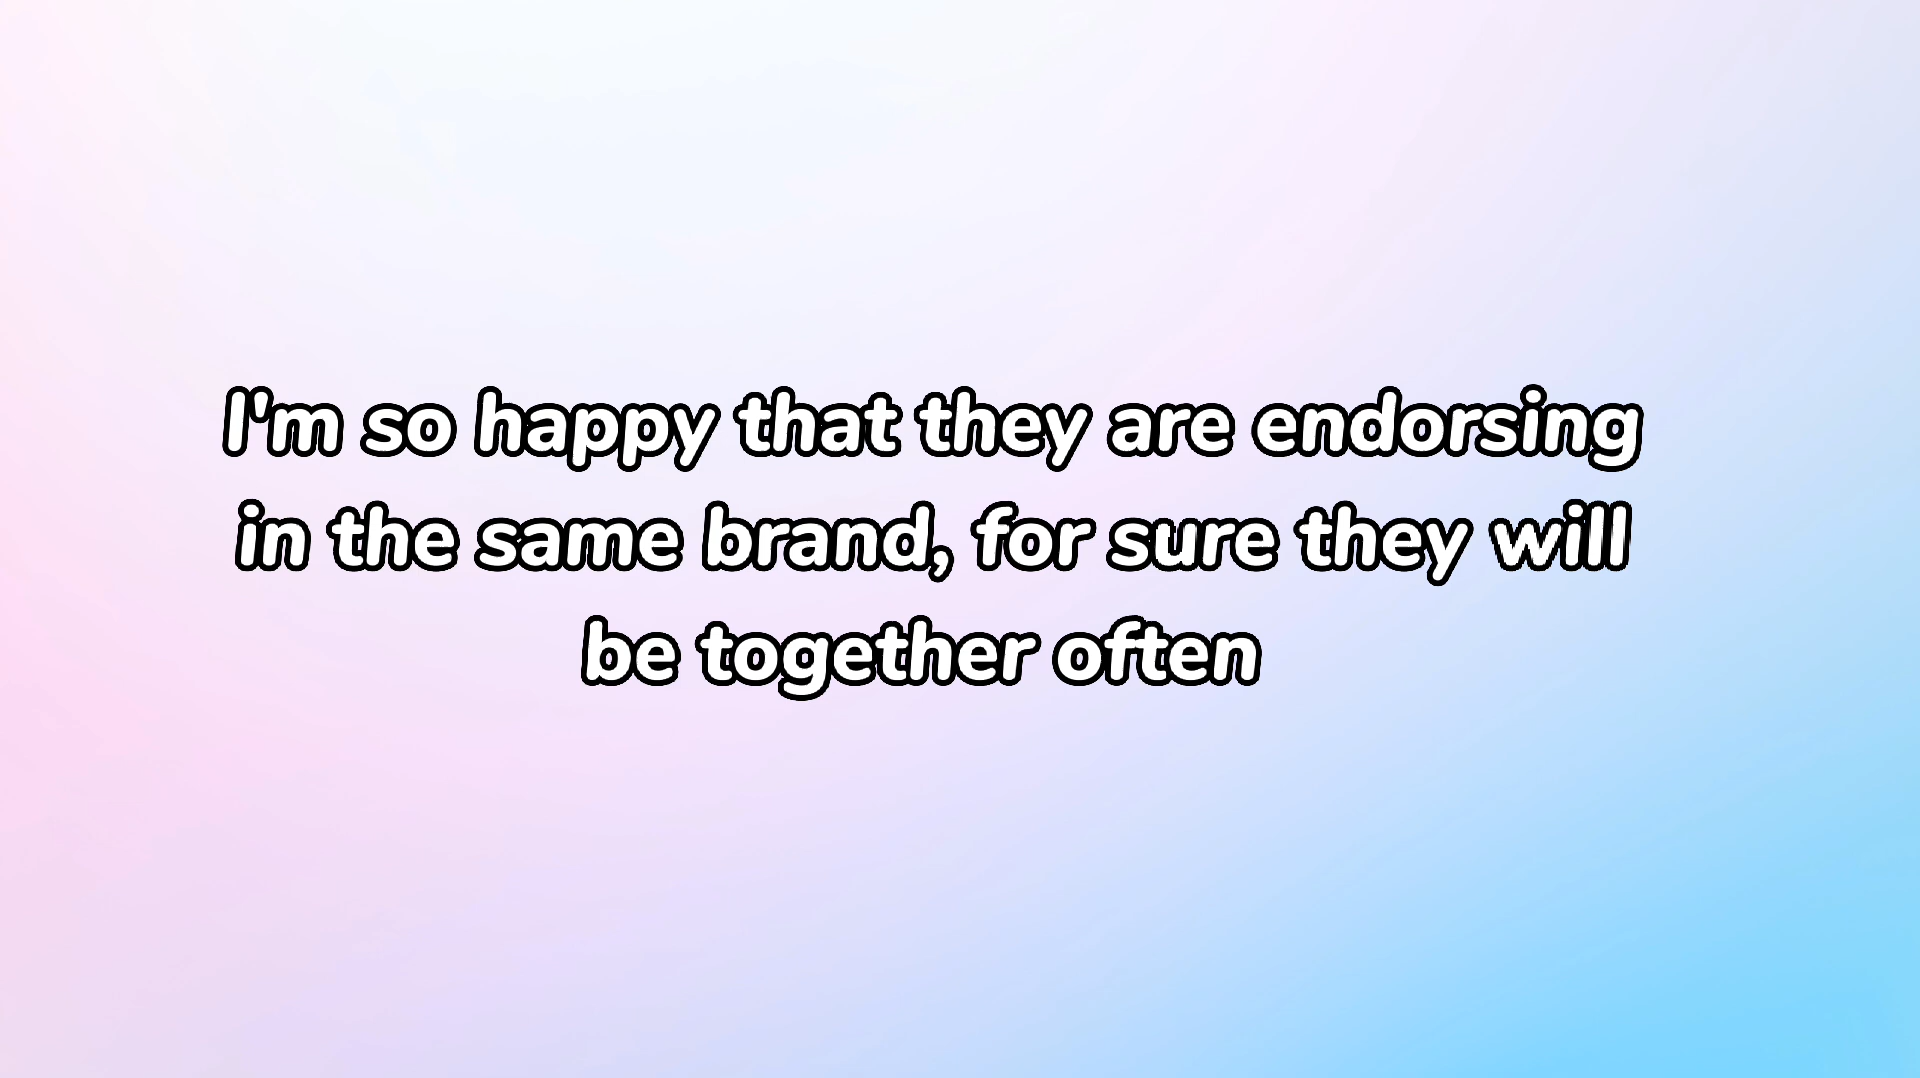 I'm so happy that they are endorsing
in the same brand, for sure they will
be together often